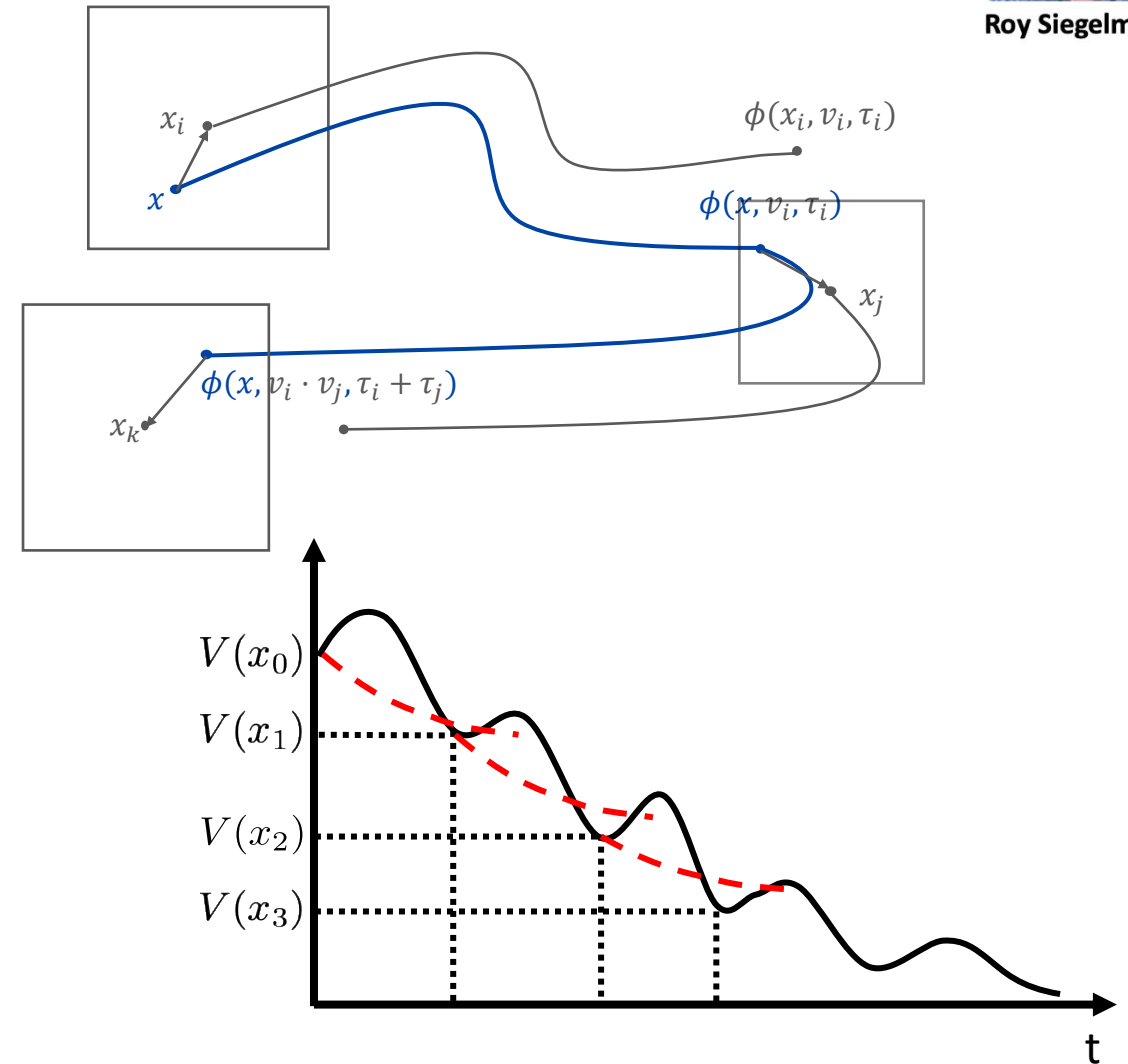 Roy Siegelm
x_i
ϕ(x_i, v_i, τ_i)
x
ϕ(x, v_i, τ_i)
x_j
ϕ(x, v_i · v_j, τ_i + τ_j)
x_k
V(x_0)
V(x_1)
V(x_2)
V(x_3)
t